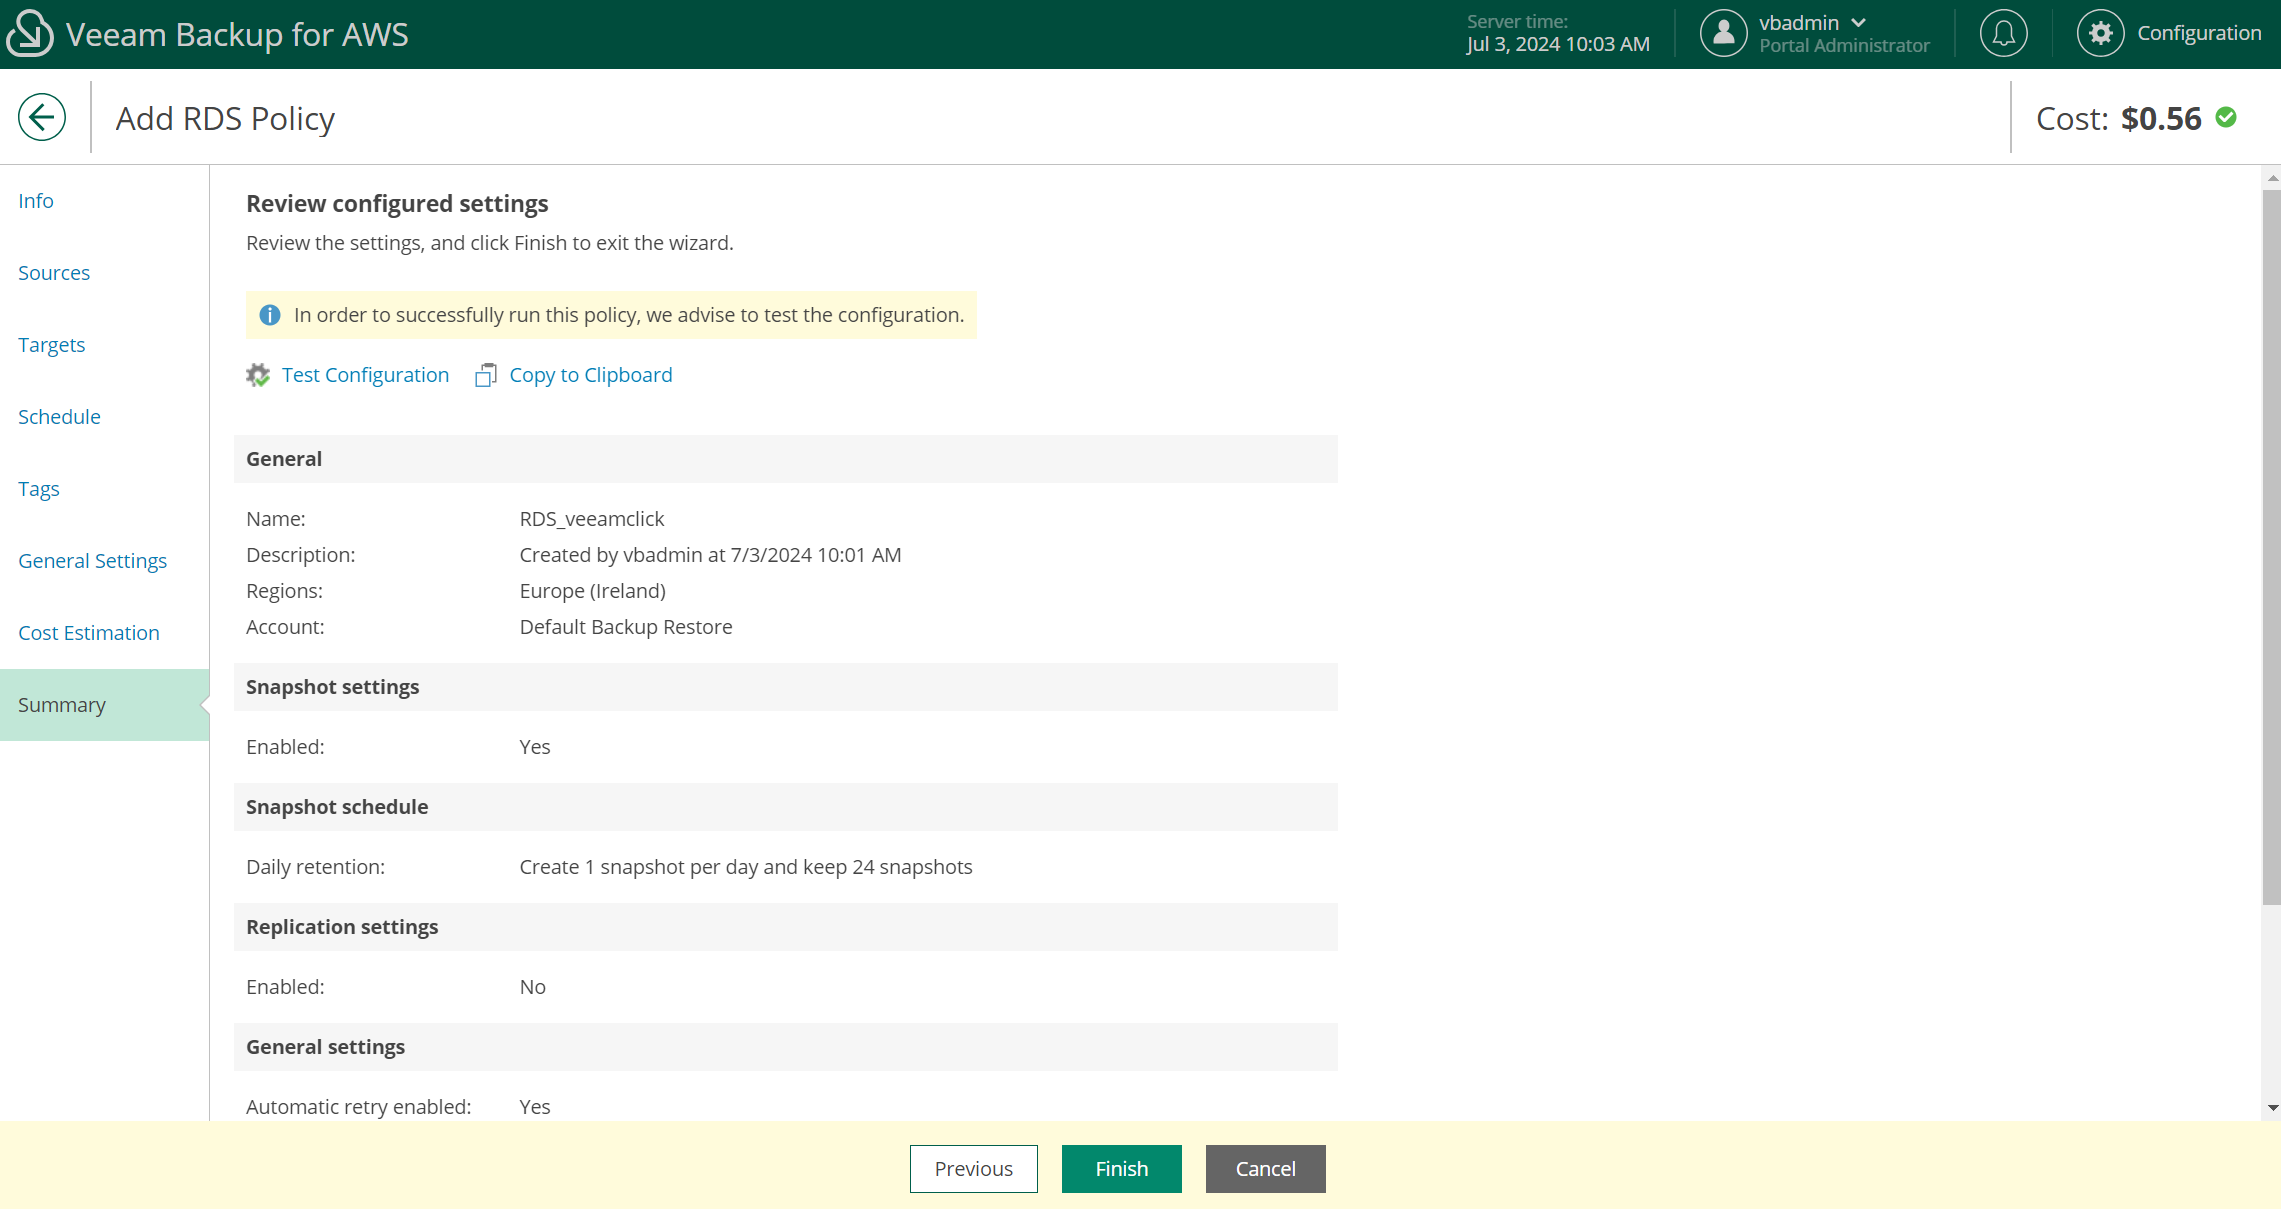 Veeam Backup for AWS
Server time:
Jul 3, 2024 10:03 AM
vbadmin
Portal Administrator
Configuration
Add RDS Policy
Cost: $0.56
Info
Sources
Targets
Schedule
Tags
General Settings
Cost Estimation
Summary
Review configured settings
Review the settings, and click Finish to exit the wizard.
In order to successfully run this policy, we advise to test the configuration.
Test Configuration Copy to Clipboard
General
Name: RDS_veeamclick
Description: Created by vbadmin at 7/3/2024 10:01 AM
Regions: Europe (Ireland)
Account: Default Backup Restore
Snapshot settings
Enabled: Yes
Snapshot schedule
Daily retention: Create 1 snapshot per day and keep 24 snapshots
Replication settings
Enabled: No
General settings
Automatic retry enabled: Yes
Previous Finish Cancel